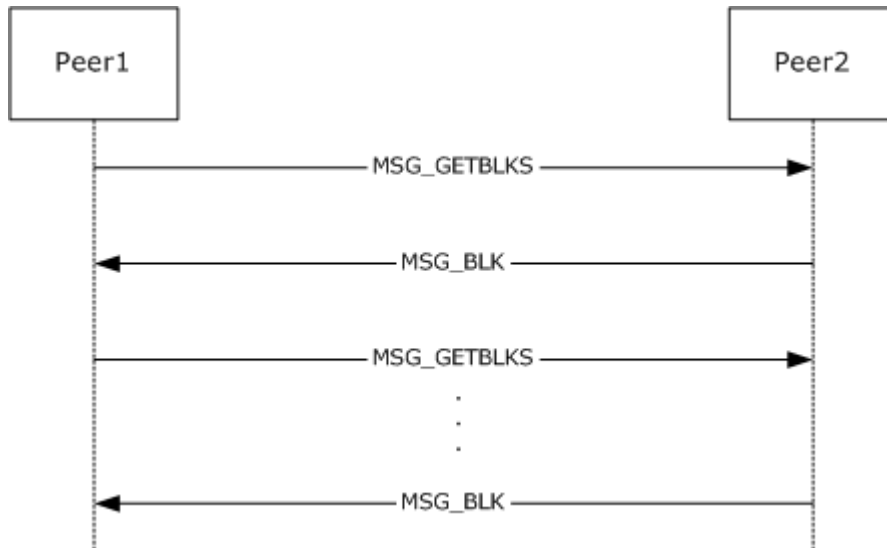 Peer1
Peer2
MSG_GETBLKS
MSG_BLK
MSG_GETBLKS
.
.
.
MSG_BLK